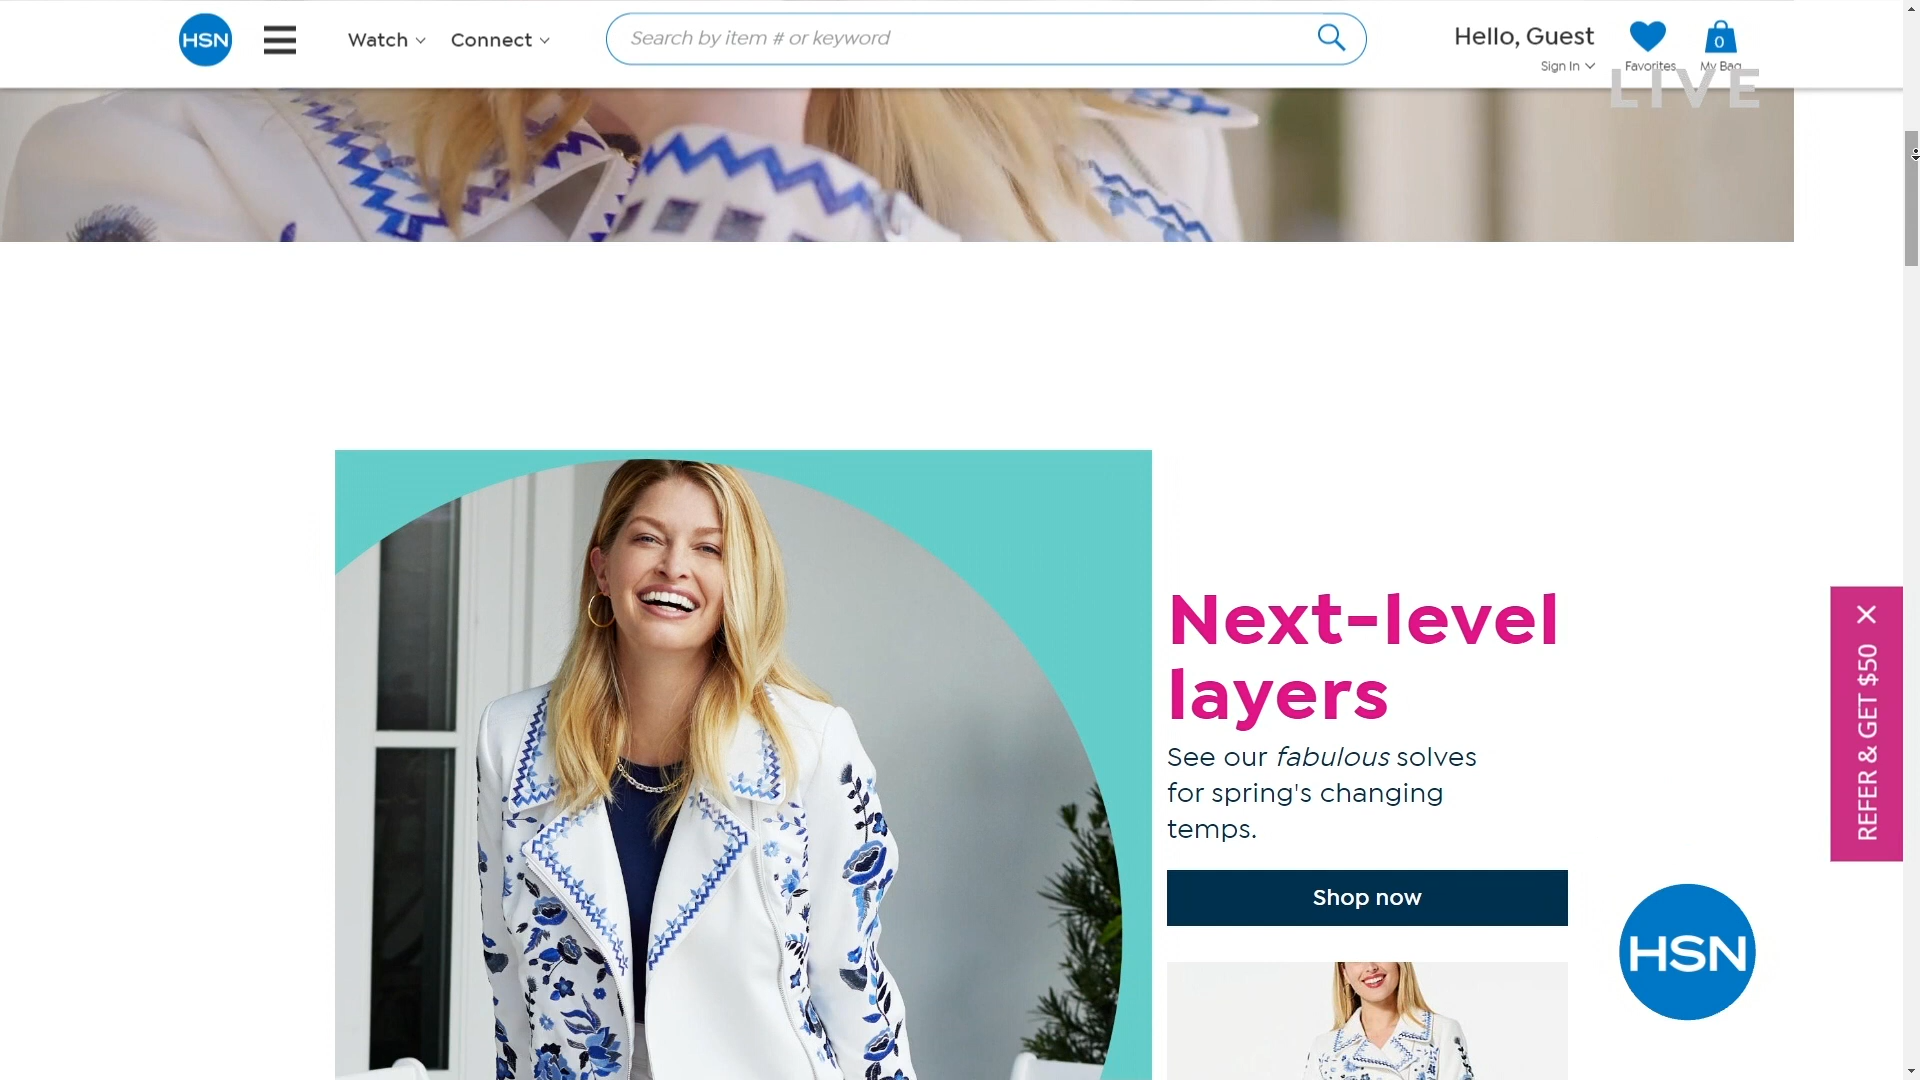 HSN
Watch
Connect
Search by item # or keyword
Hello, Guest
Sign In
Favorites
0
My Bag
LIVE
Next-level
layers
See our fabulous solves
for spring's changing
temps.
Shop now
REFER & GET $50
HSN